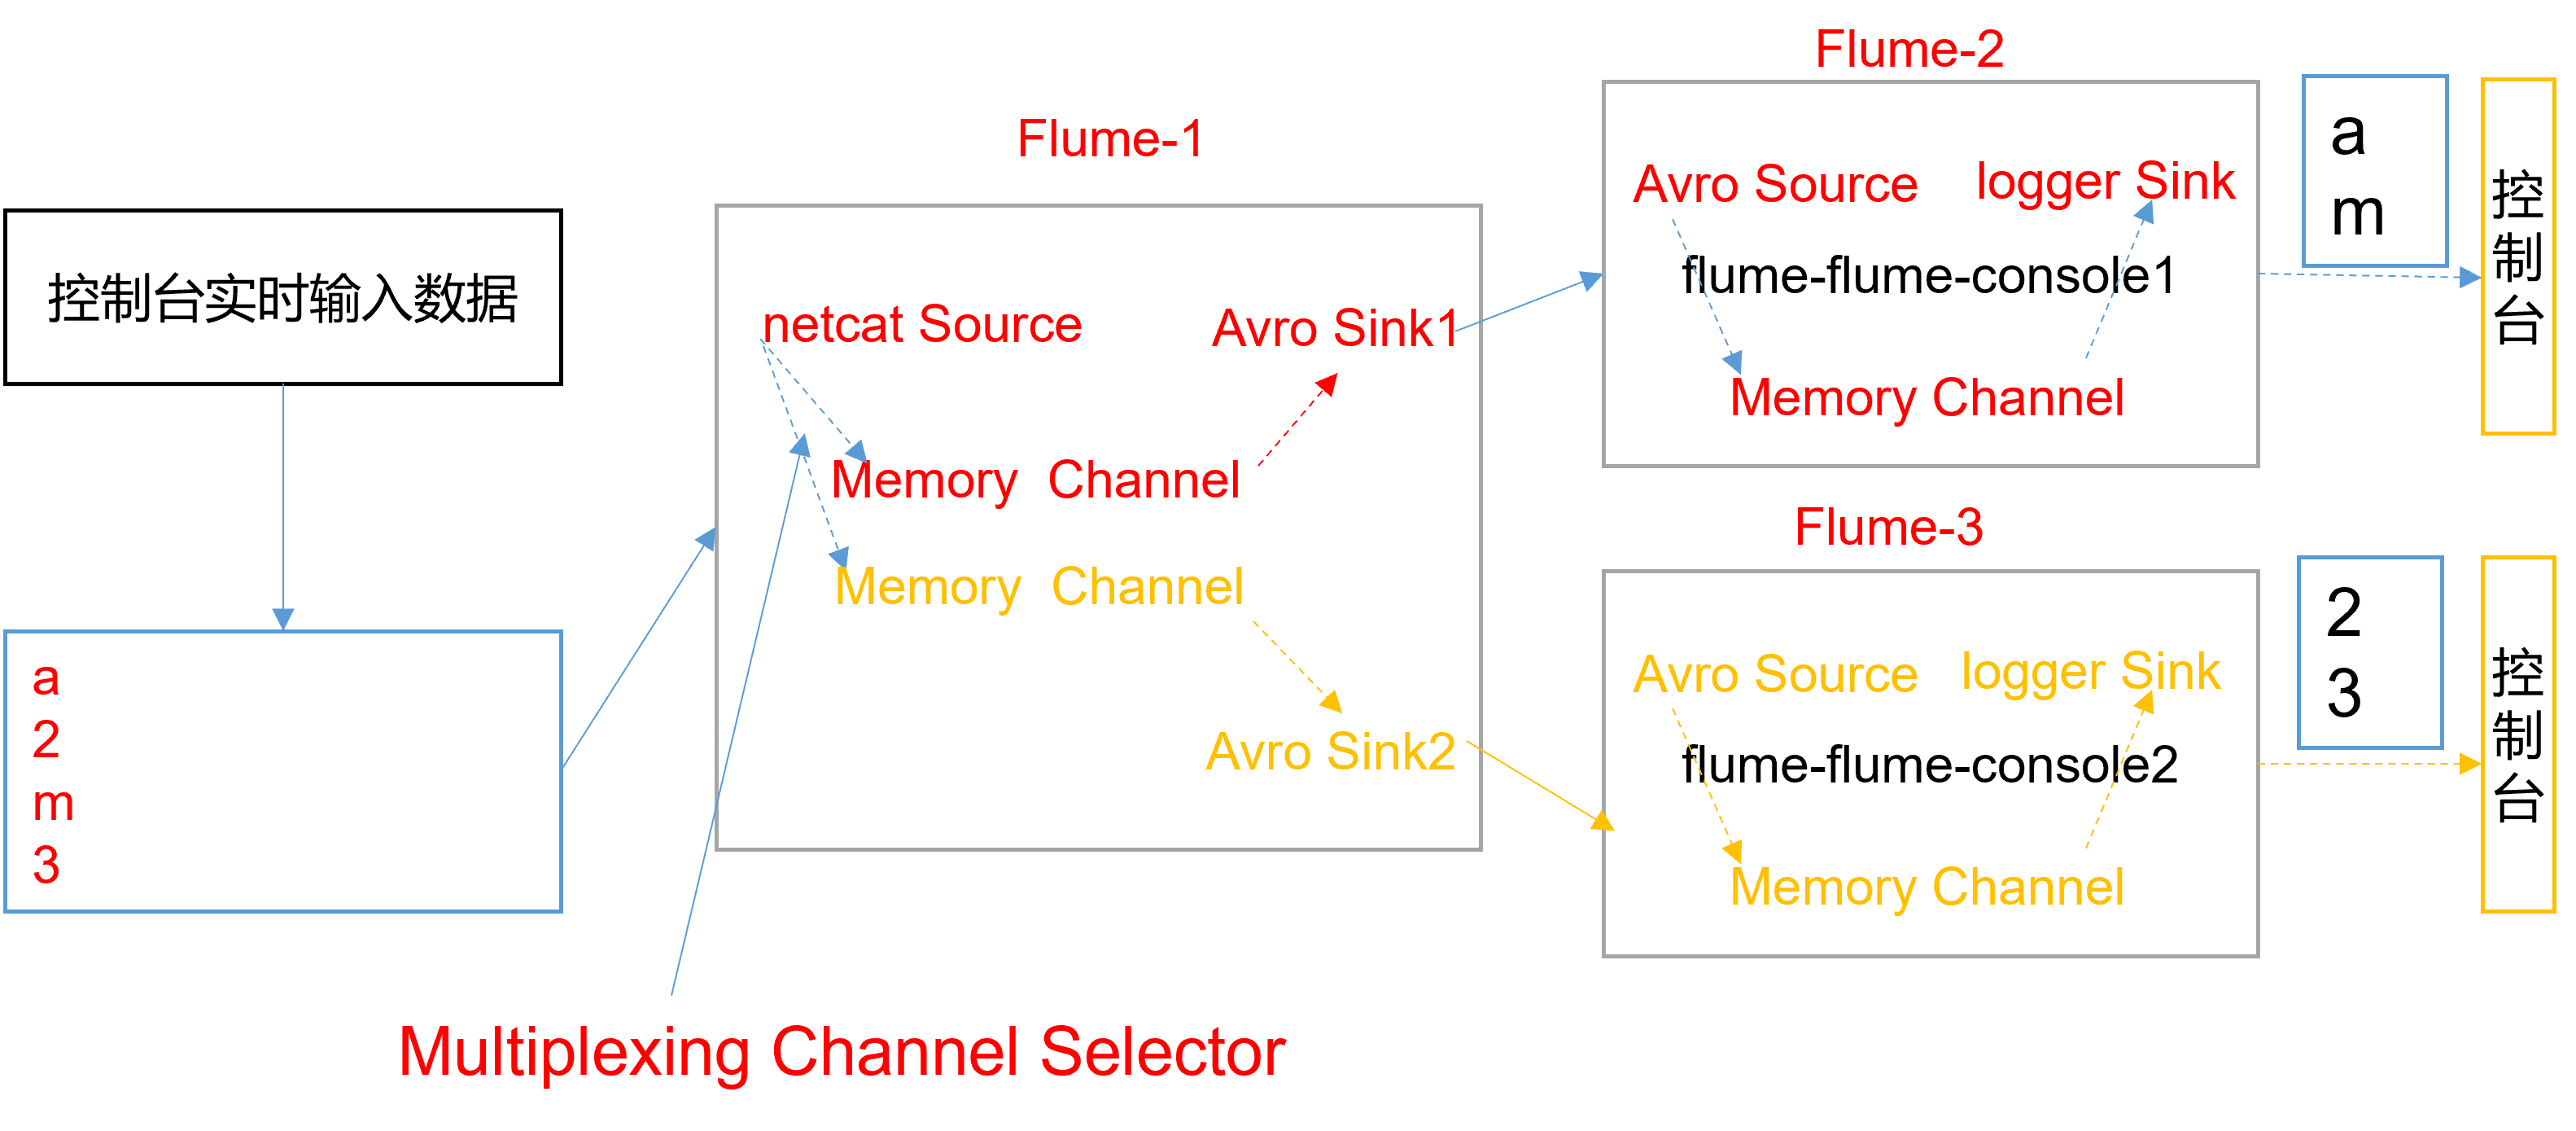 控制台实时输入数据
a
2
m
3
Flume-1
netcat Source
Avro Sink1
Memory  Channel
Memory  Channel
Avro Sink2
Multiplexing Channel Selector
Flume-2
Avro Source
logger Sink
flume-flume-console1
Memory Channel
a
m
控制台
Flume-3
Avro Source
logger Sink
flume-flume-console2
Memory Channel
2
3
控制台